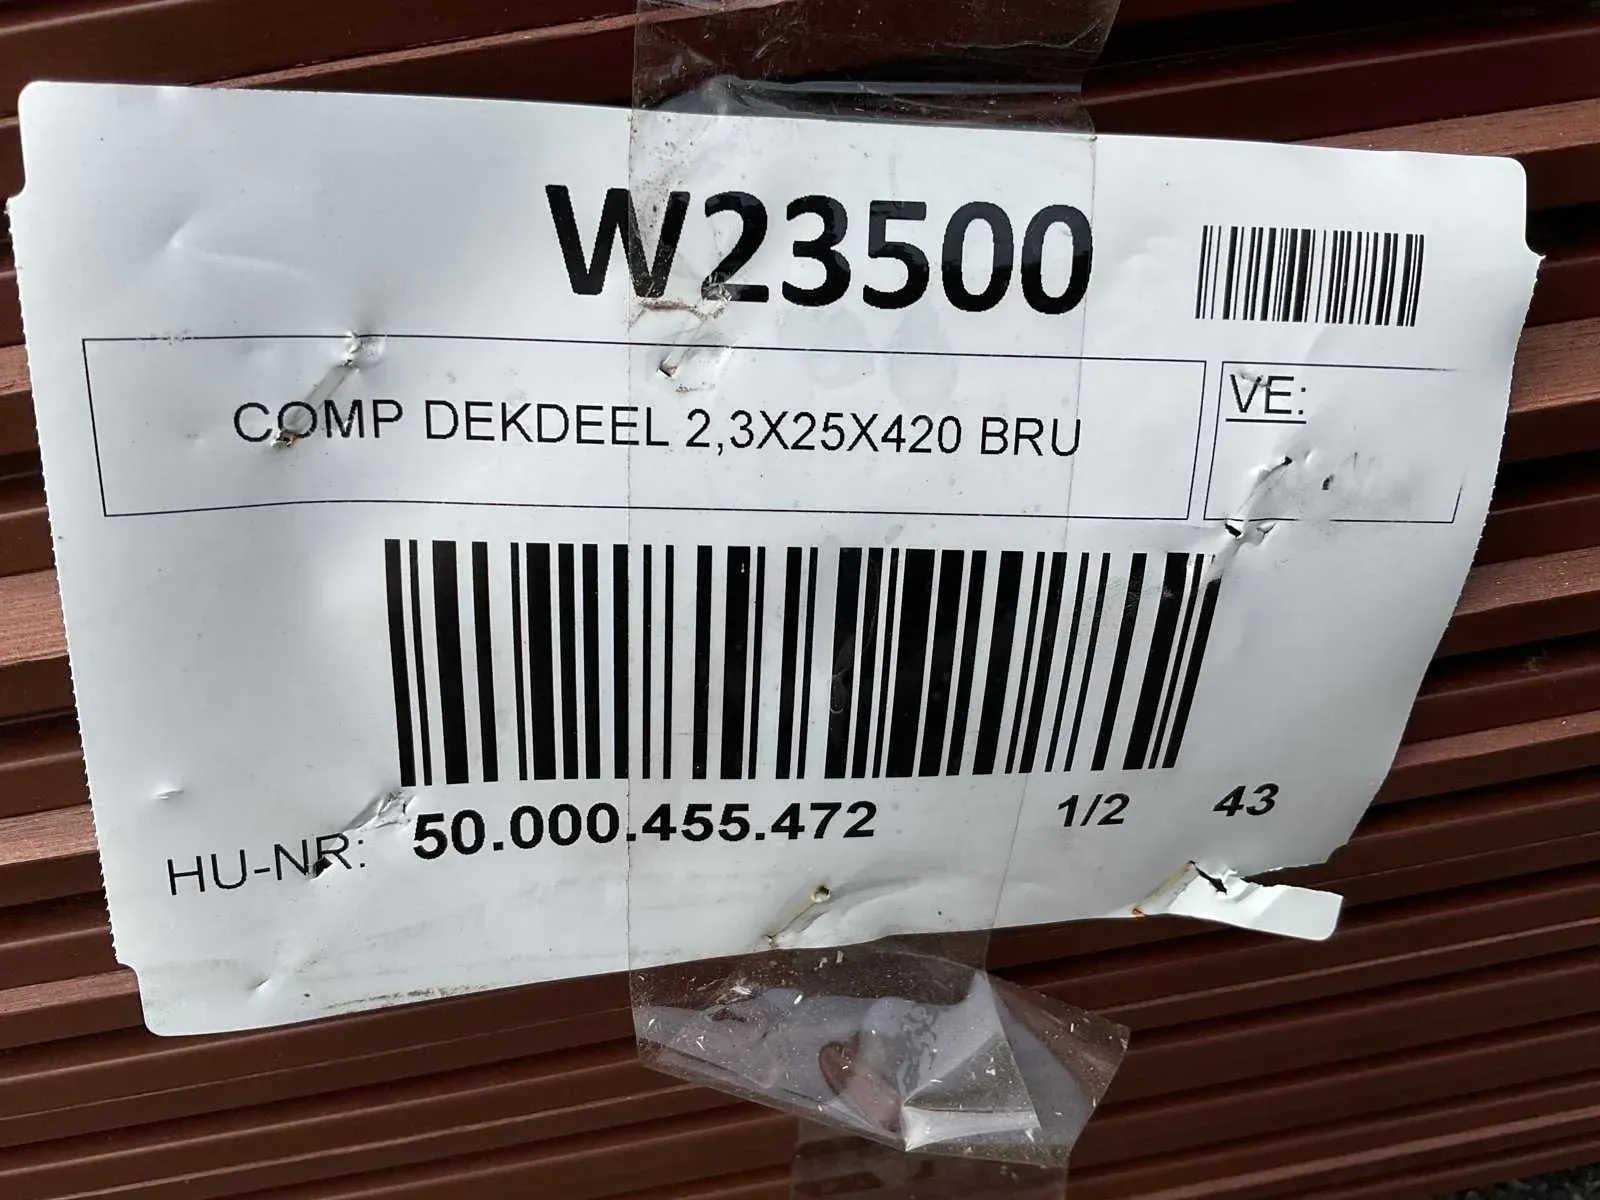 W23500
COMP DEKDEEL 2,3X25X420 BRU
VE:
HU-NR: 50.000.455.472 1/2 43